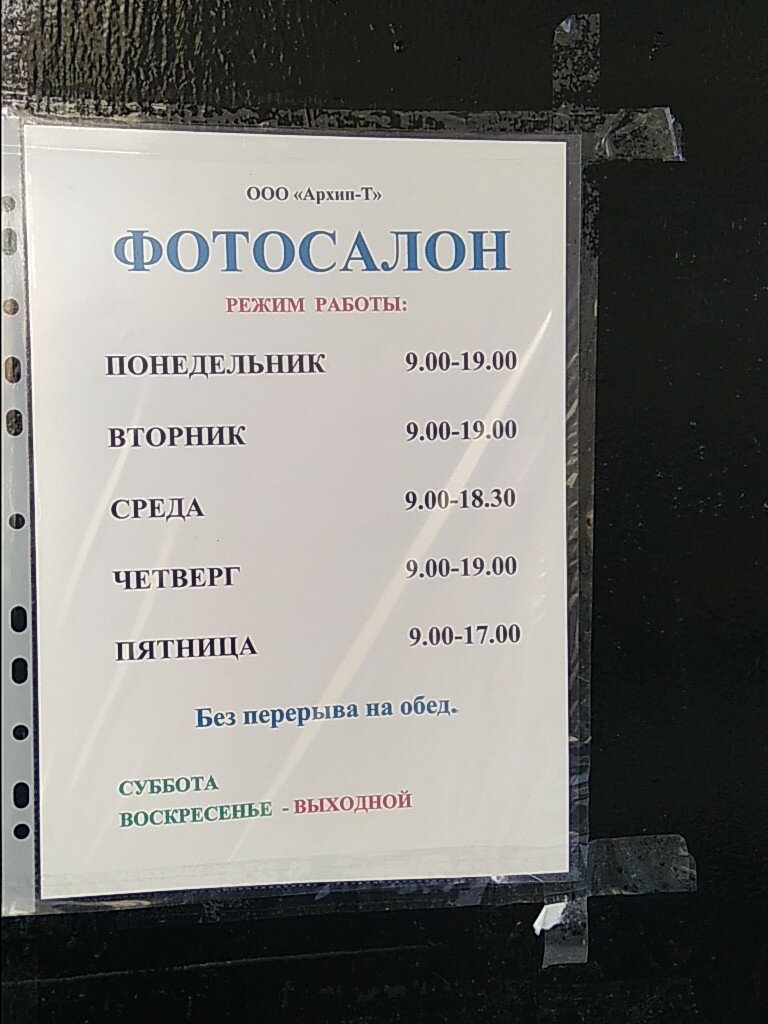 ООО «Архип-Т»
ФОТОСАЛОН
РЕЖИМ РАБОТЫ:
ПОНЕДЕЛЬНИК 9.00-19.00
ВТОРНИК 9.00-19.00
СРЕДА 9.00-18.30
ЧЕТВЕРГ 9.00-19.00
ПЯТНИЦА 9.00-17.00
Без перерыва на обед.
СУББОТА
ВОСКРЕСЕНЬЕ - ВЫХОДНОЙ